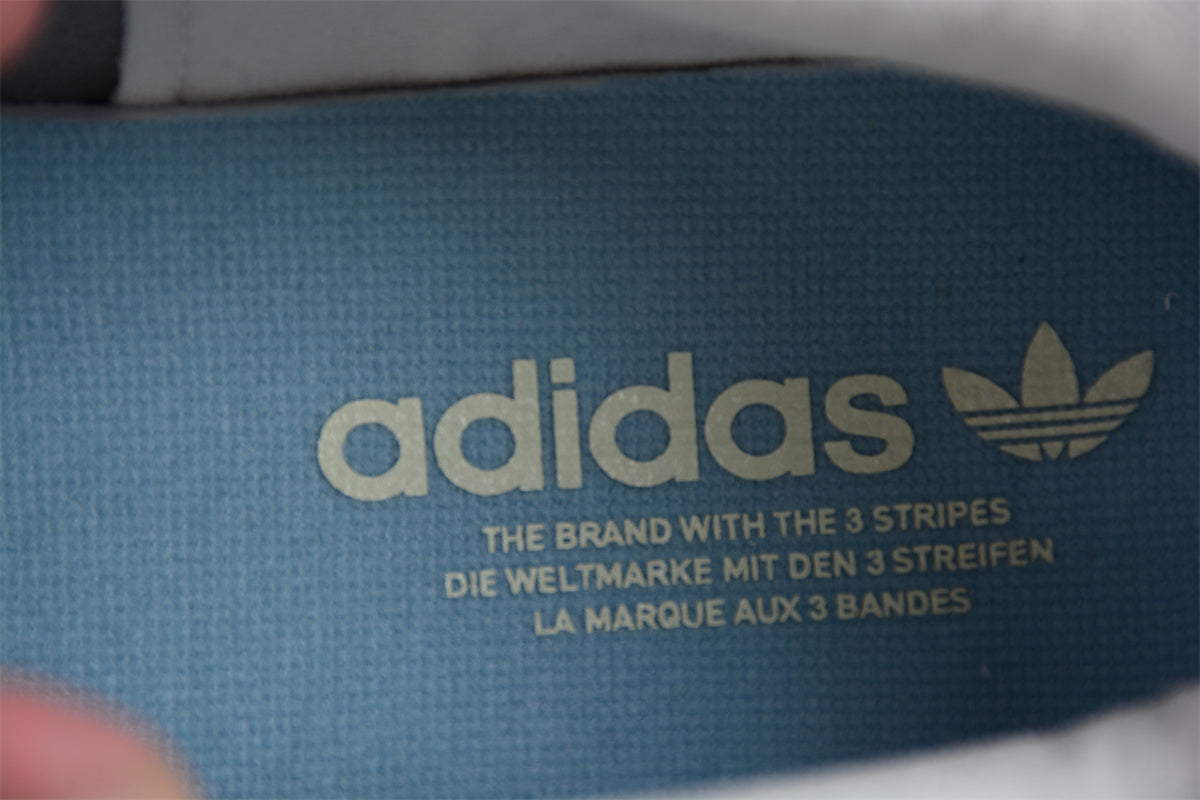 adidas
THE BRAND WITH THE 3 STRIPES
DIE WELTMARKE MIT DEN 3 STREIFEN
LA MARQUE AUX 3 BANDES